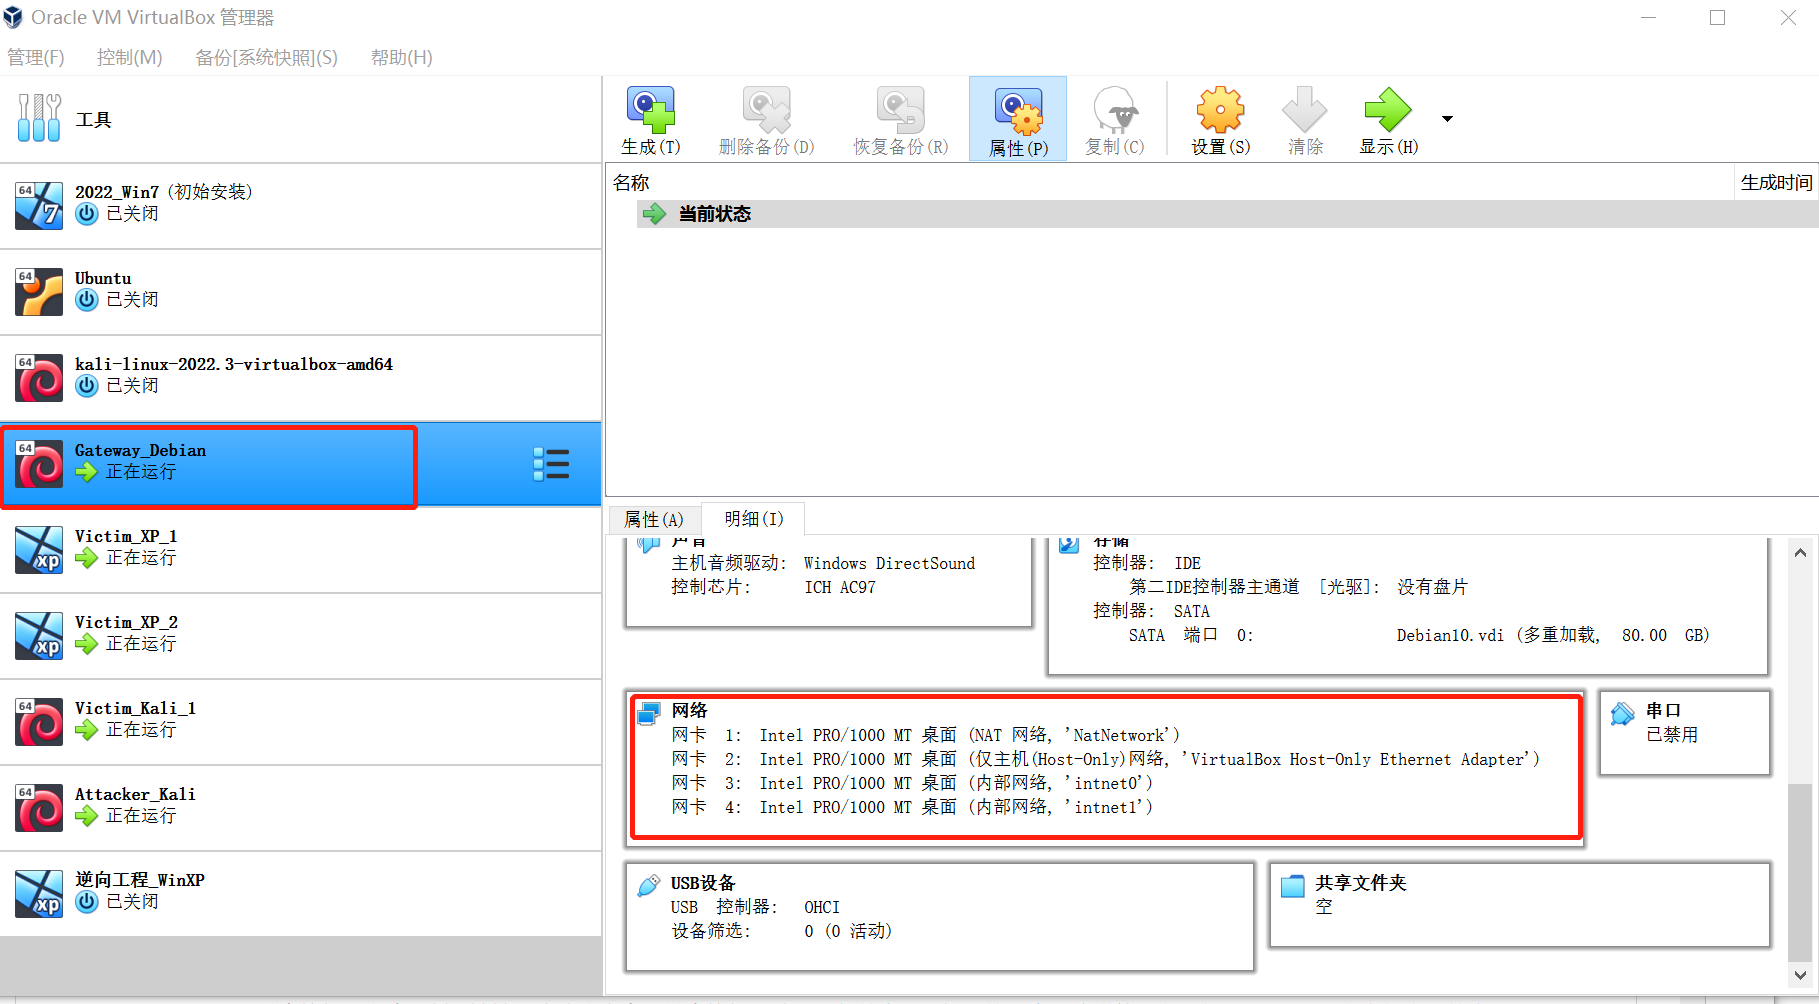 Oracle VM VirtualBox 管理器
管理(F) 控制(M) 备份[系统快照](S) 帮助(H)
工具
2022_Win7 (初始安装)
已关闭
Ubuntu
已关闭
kali-linux-2022.3-virtualbox-amd64
已关闭
Gateway_Debian
正在运行
Victim_XP_1
正在运行
Victim_XP_2
正在运行
Victim_Kali_1
正在运行
Attacker_Kali
正在运行
逆向工程_WinXP
已关闭
生成(T) 删除备份(D) 恢复备份(R) 属性(P) 复制(C) 设置(S) 清除 显示(H)
名称 生成时间
当前状态
属性(A) 明细(I)
声音
主机音频驱动: Windows DirectSound
控制芯片: ICH AC97
存储
控制器: IDE
第二IDE控制器主通道 [光驱]: 没有盘片
控制器: SATA
SATA 端口 0: Debian10.vdi (多重加载, 80.00 GB)
网络
网卡 1: Intel PRO/1000 MT 桌面 (NAT 网络, 'NatNetwork')
网卡 2: Intel PRO/1000 MT 桌面 (仅主机(Host-Only)网络, 'VirtualBox Host-Only Ethernet Adapter')
网卡 3: Intel PRO/1000 MT 桌面 (内部网络, 'intnet0')
网卡 4: Intel PRO/1000 MT 桌面 (内部网络, 'intnet1')
串口
已禁用
USB设备
USB 控制器: OHCI
设备筛选: 0 (0 活动)
共享文件夹
空